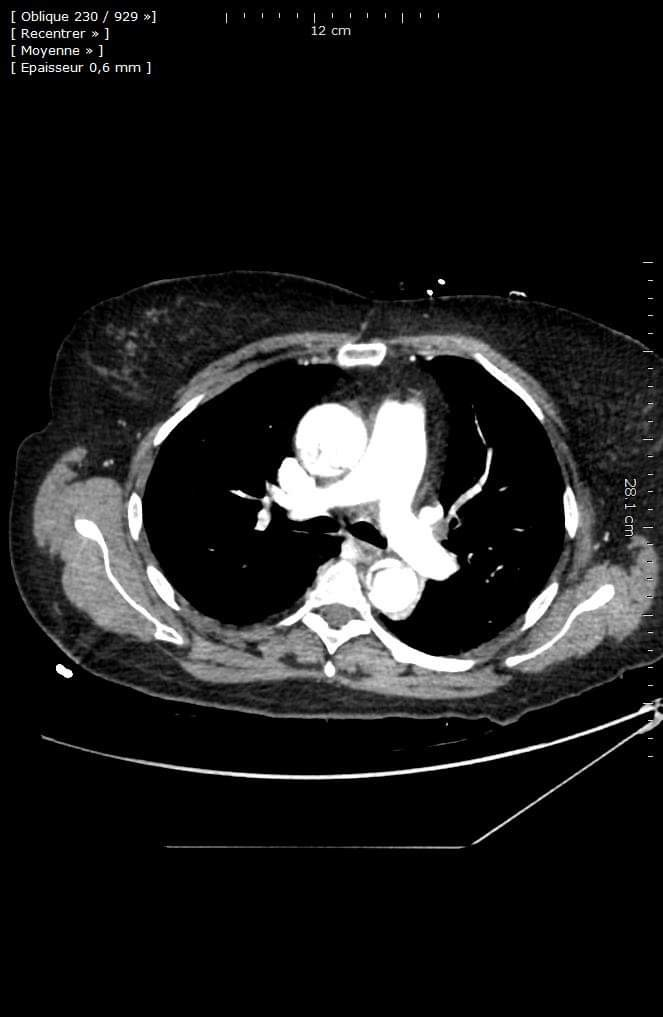 [ Oblique 230 / 929 »]
[ Recentrer » ]
[ Moyenne » ]
[ Epaisseur 0,6 mm ]
12 cm
28.1 cm